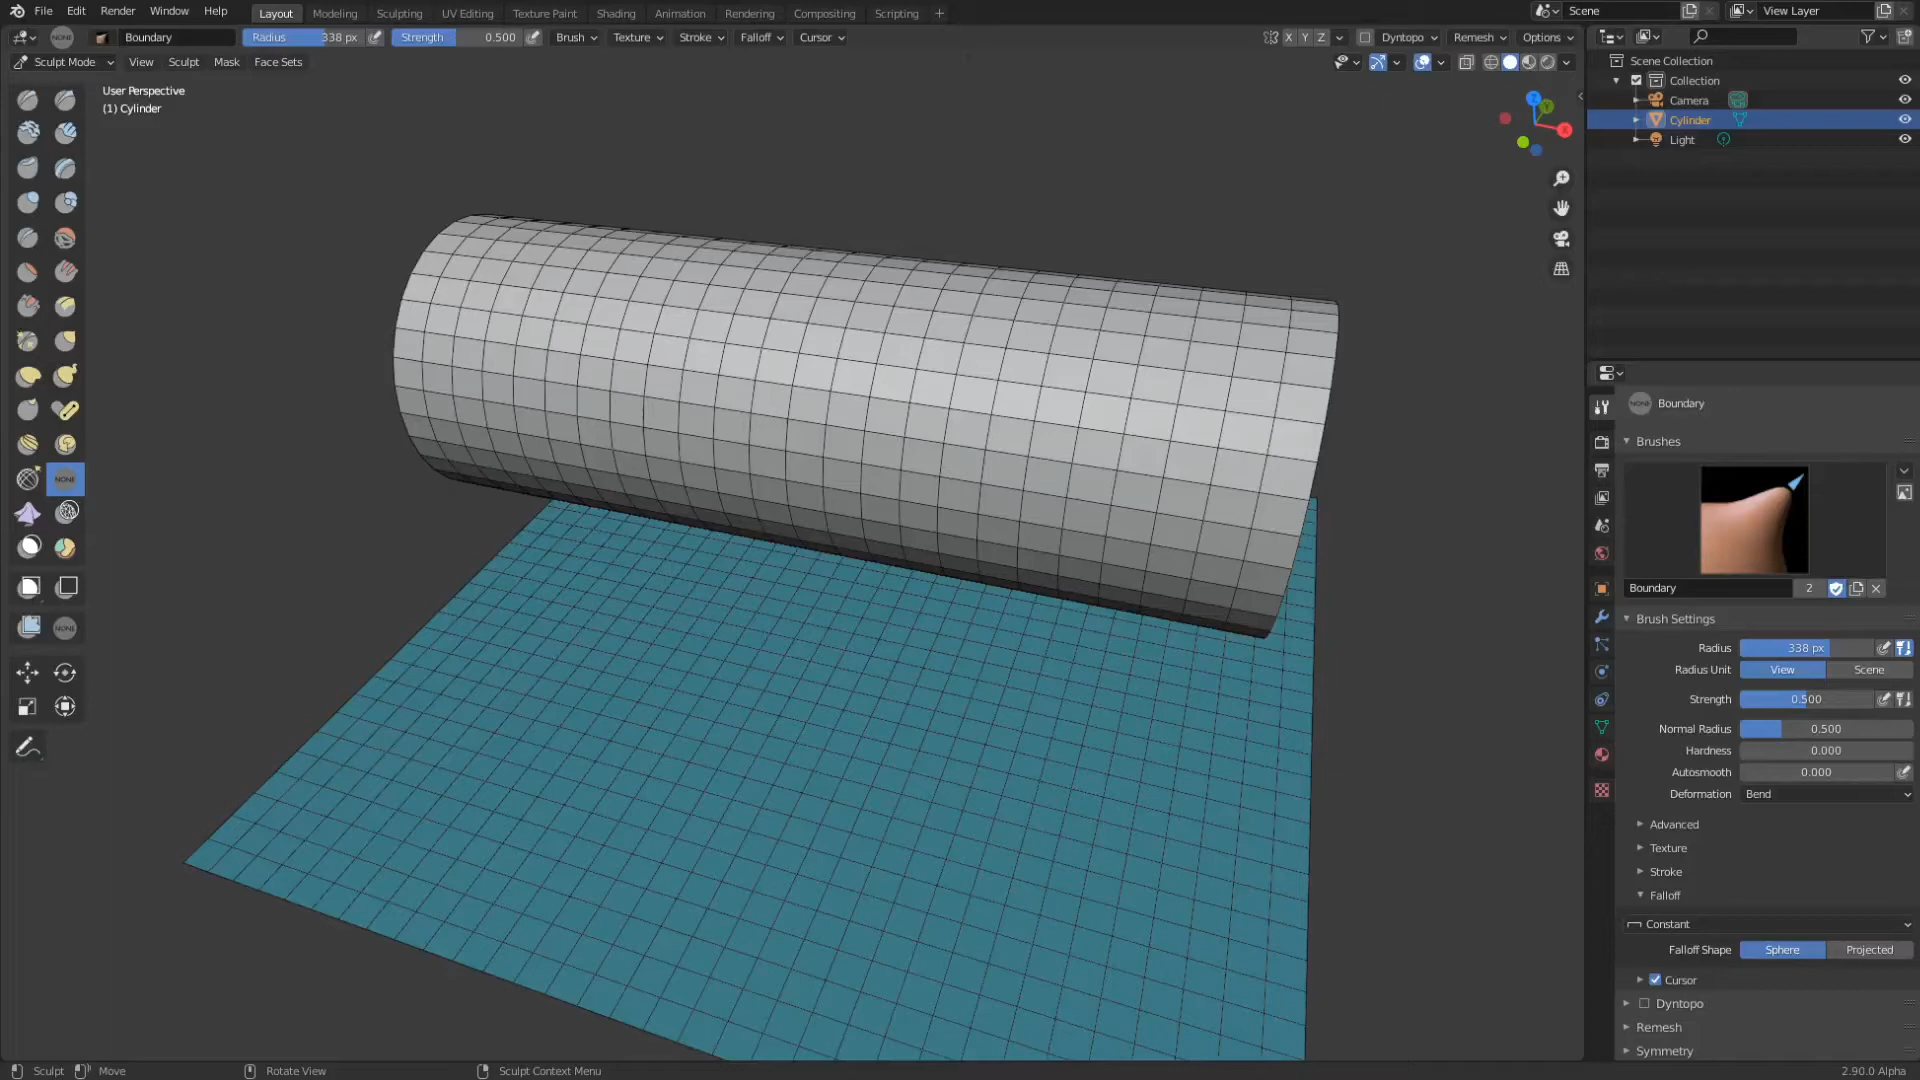 File Edit Render Window Help Layout Modeling Sculpting UV Editing Texture Paint Shading Animation Rendering Compositing Scripting + Scene View Layer
NONE Boundary Radius 338 px Strength 0.500 Brush Texture Stroke Falloff Cursor X Y Z Dyntopo Remesh Options
Sculpt Mode View Sculpt Mask Face Sets
User Perspective
(1) Cylinder
Z
X
NONE
NONE
Scene Collection
Collection
Camera
Cylinder
Light
NONE Boundary
Brushes
Boundary 2
Brush Settings
Radius 338 px
Radius Unit View Scene
Strength 0.500
Normal Radius 0.500
Hardness 0.000
Autosmooth 0.000
Deformation Bend
Advanced
Texture
Stroke
Falloff
Constant
Falloff Shape Sphere Projected
Cursor
Dyntopo
Remesh
Symmetry
Sculpt Move Rotate View Sculpt Context Menu 2.90.0 Alpha